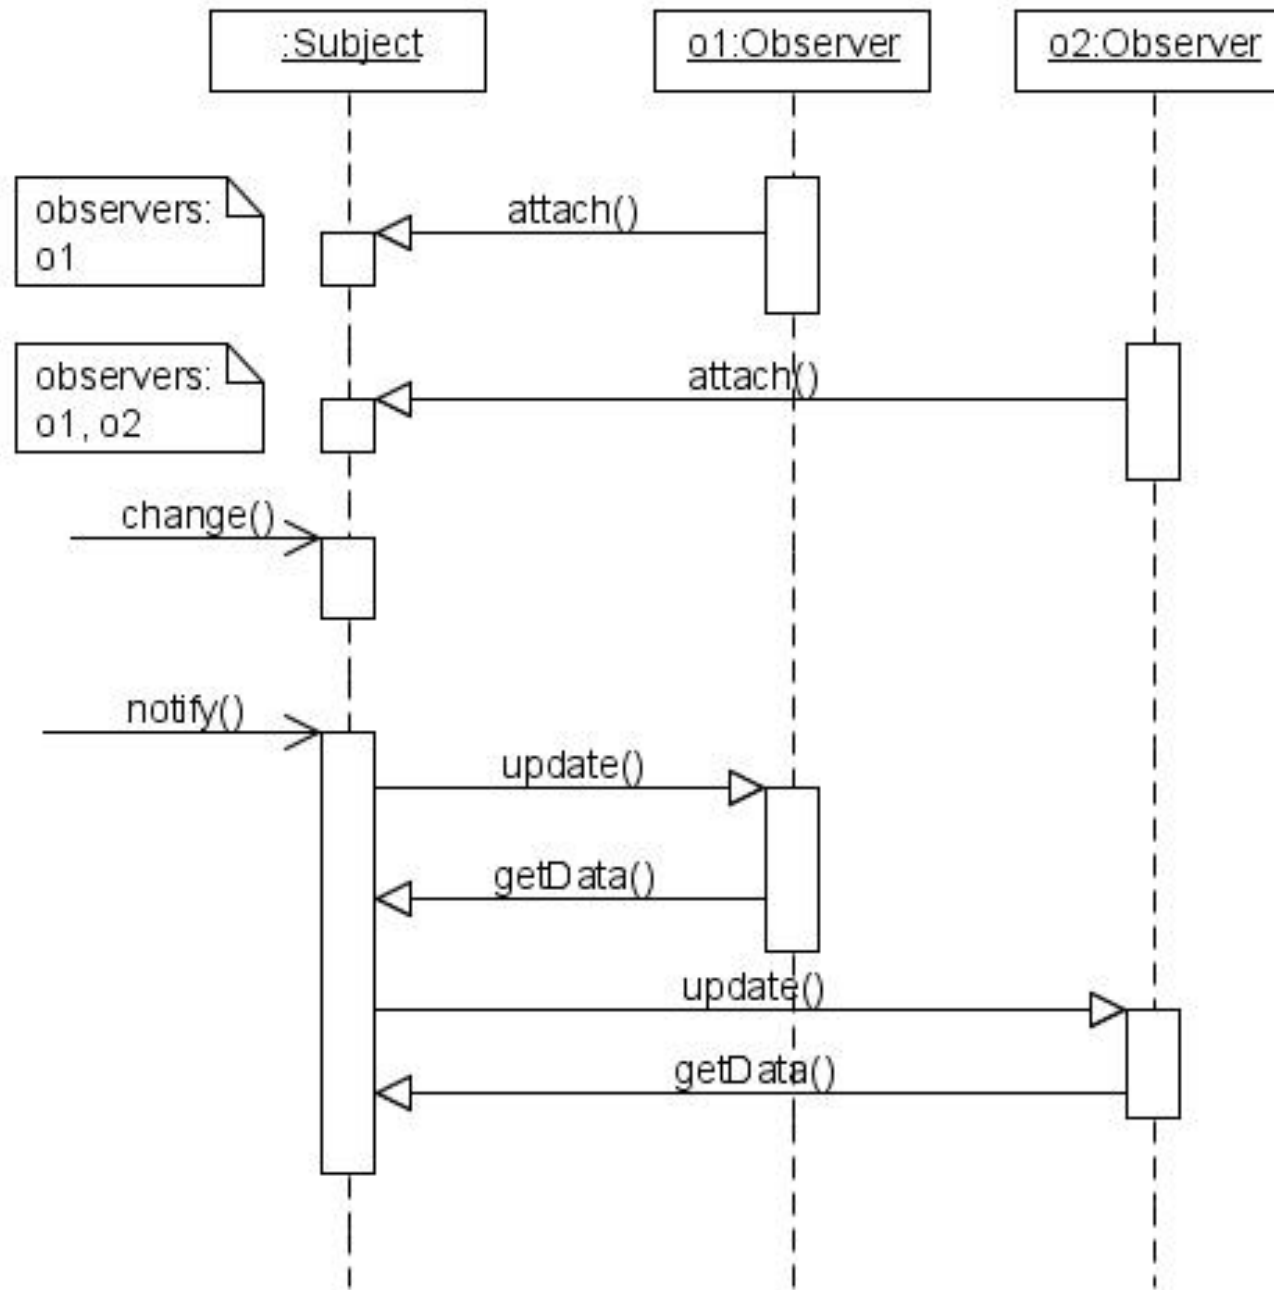 :Subject
o1:Observer
o2:Observer
observers:
o1
attach()
observers:
o1, o2
attach()
change()
notify()
update()
getData()
update()
getData()